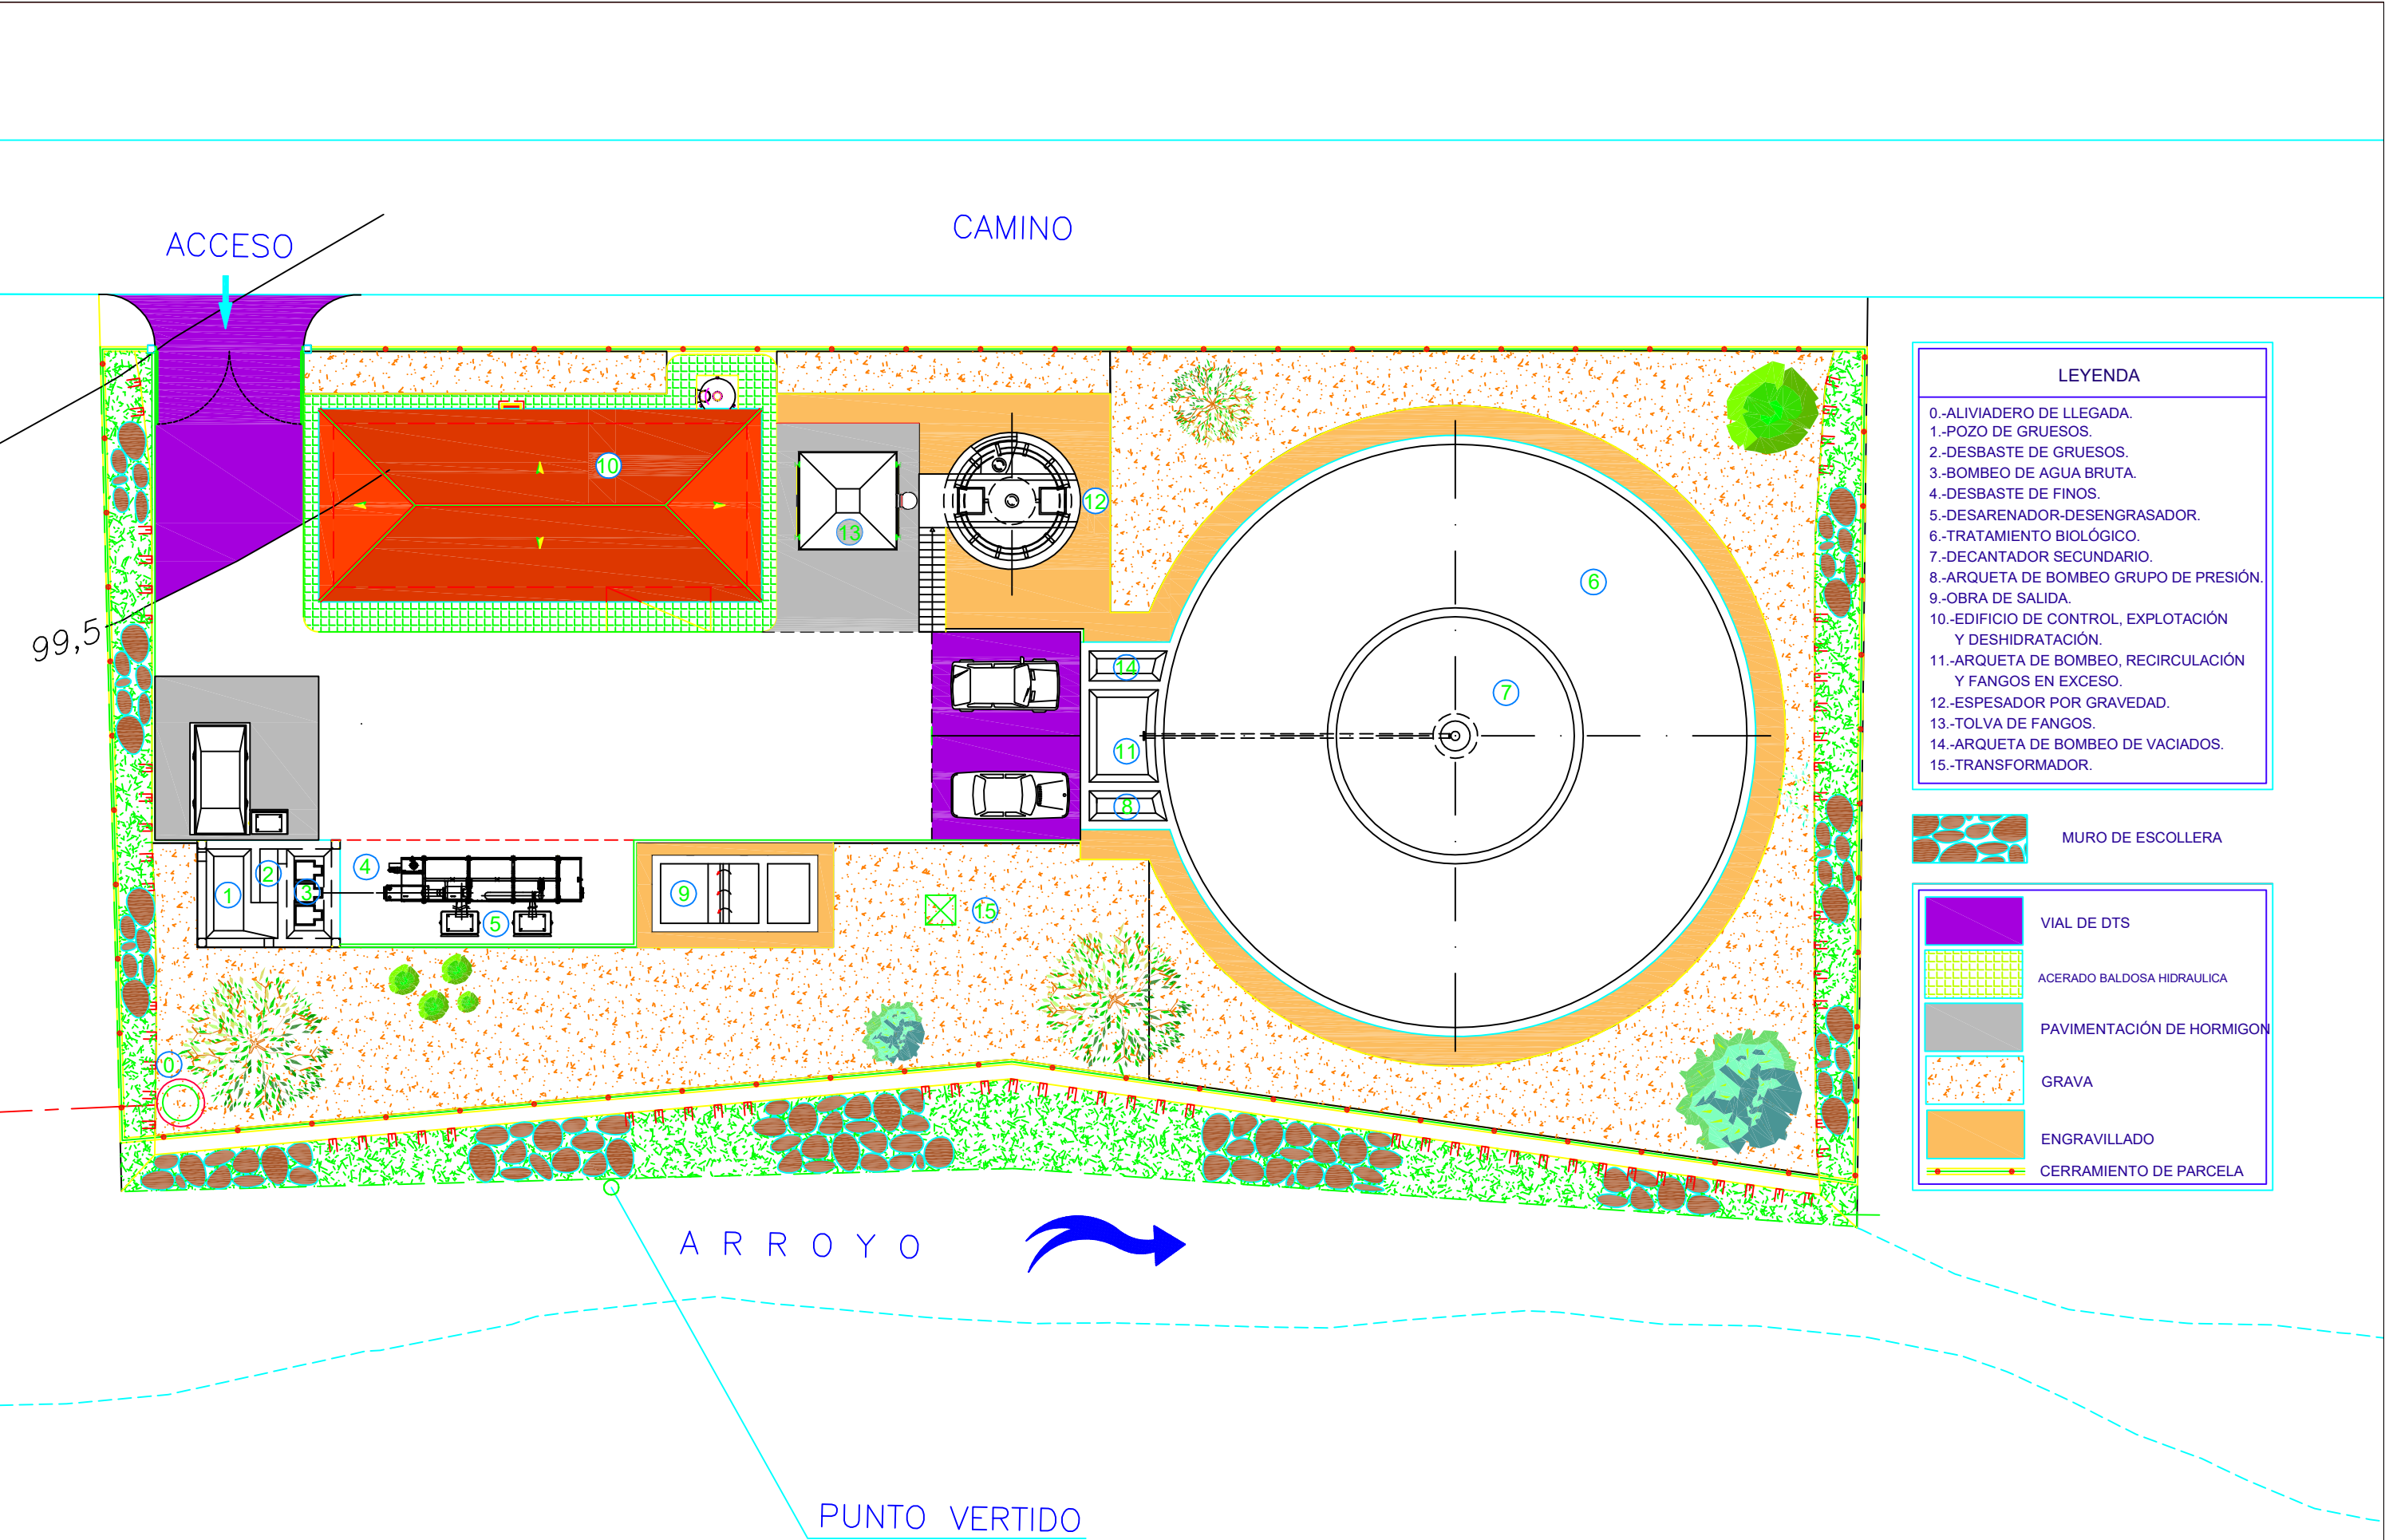 CAMINO
ACCESO
10
12
13
6
99,5
14
7
11
8
4
2
1
3
9
5
15
0
LEYENDA
0.-ALIVIADERO DE LLEGADA.
1.-POZO DE GRUESOS.
2.-DESBASTE DE GRUESOS.
3.-BOMBEO DE AGUA BRUTA.
4.-DESBASTE DE FINOS.
5.-DESARENADOR-DESENGRASADOR.
6.-TRATAMIENTO BIOLÓGICO.
7.-DECANTADOR SECUNDARIO.
8.-ARQUETA DE BOMBEO GRUPO DE PRESIÓN.
9.-OBRA DE SALIDA.
10.-EDIFICIO DE CONTROL, EXPLOTACIÓN
Y DESHIDRATACIÓN.
11.-ARQUETA DE BOMBEO, RECIRCULACIÓN
Y FANGOS EN EXCESO.
12.-ESPESADOR POR GRAVEDAD.
13.-TOLVA DE FANGOS.
14.-ARQUETA DE BOMBEO DE VACIADOS.
15.-TRANSFORMADOR.
MURO DE ESCOLLERA
VIAL DE DTS
ACERADO BALDOSA HIDRAULICA
PAVIMENTACIÓN DE HORMIGON
GRAVA
ENGRAVILLADO
CERRAMIENTO DE PARCELA
ARROYO
PUNTO VERTIDO